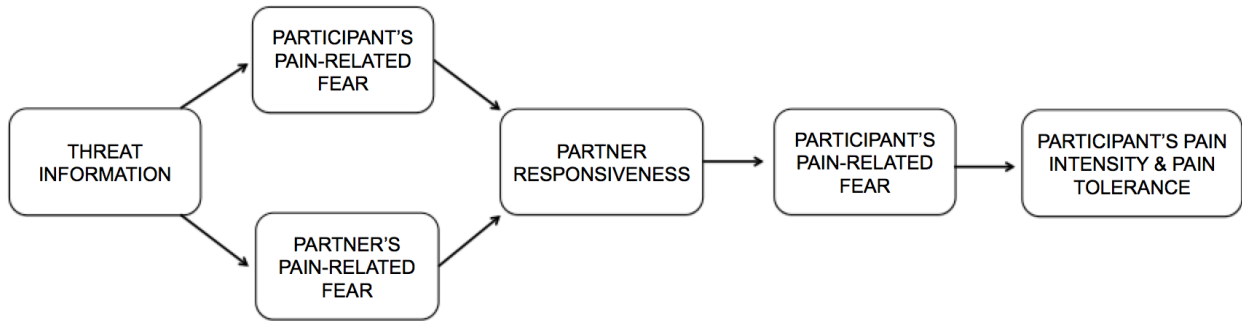 PARTICIPANT'S
PAIN-RELATED
FEAR
THREAT
INFORMATION
PARTNER'S
PAIN-RELATED
FEAR
PARTNER
RESPONSIVENESS
PARTICIPANT'S
PAIN-RELATED
FEAR
PARTICIPANT'S PAIN
INTENSITY & PAIN
TOLERANCE